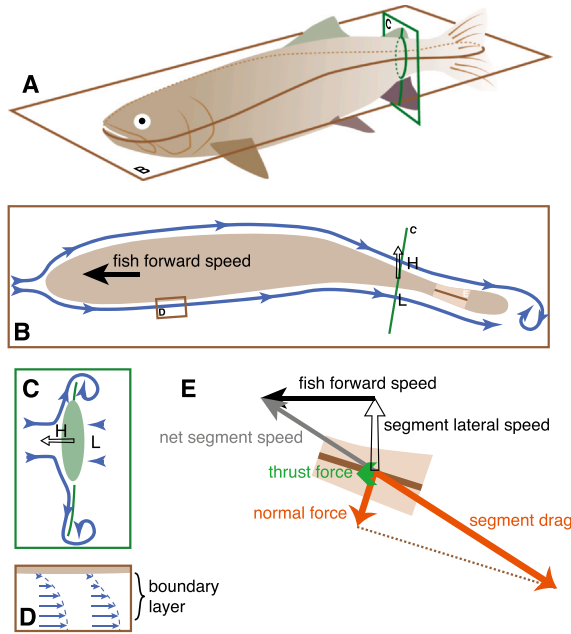 A
C
B
fish forward speed
c
H
L
D
B
C
H
L
E
fish forward speed
segment lateral speed
net segment speed
thrust force
normal force
segment drag
D
boundary
layer